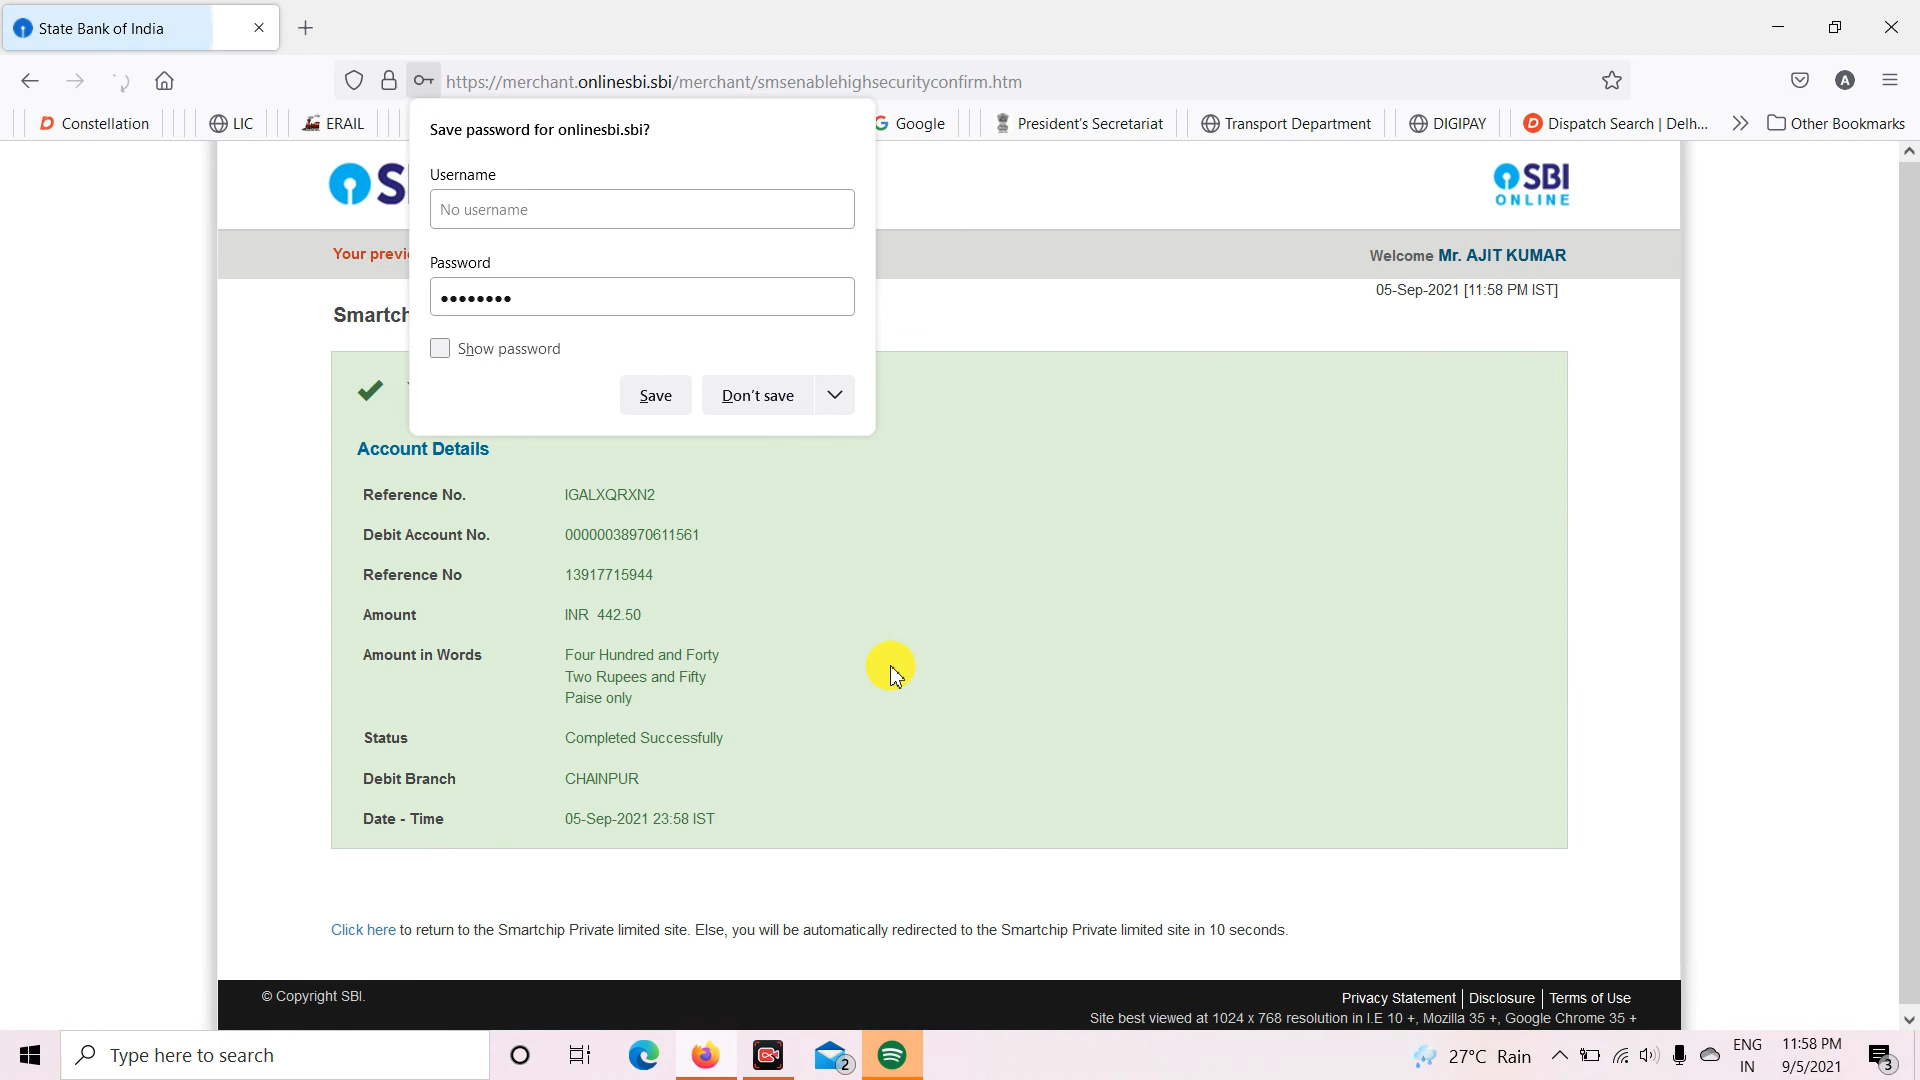 State Bank of India
https://merchant.onlinesbi.sbi/merchant/smsenablehighsecurityconfirm.htm
A
Constellation
LIC
ERAIL
Google
President's Secretariat
Transport Department
DIGIPAY
Dispatch Search | Delh...
Other Bookmarks
Save password for onlinesbi.sbi?
Username
No username
Password
Show password
Save
Don't save
SBI
ONLINE
Your previ
Welcome Mr. AJIT KUMAR
05-Sep-2021 [11:58 PM IST]
Smartch
Account Details
Reference No. IGALXQRXN2
Debit Account No. 00000038970611561
Reference No 13917715944
Amount INR 442.50
Amount in Words Four Hundred and Forty
Two Rupees and Fifty
Paise only
Status Completed Successfully
Debit Branch CHAINPUR
Date - Time 05-Sep-2021 23:58 IST
Click here to return to the Smartchip Private limited site. Else, you will be automatically redirected to the Smartchip Private limited site in 10 seconds.
© Copyright SBI.
Privacy Statement | Disclosure | Terms of Use
Site best viewed at 1024 x 768 resolution in I.E 10 +, Mozilla 35 +, Google Chrome 35 +
Type here to search
2
27°C Rain
ENG
IN
11:58 PM
9/5/2021
3